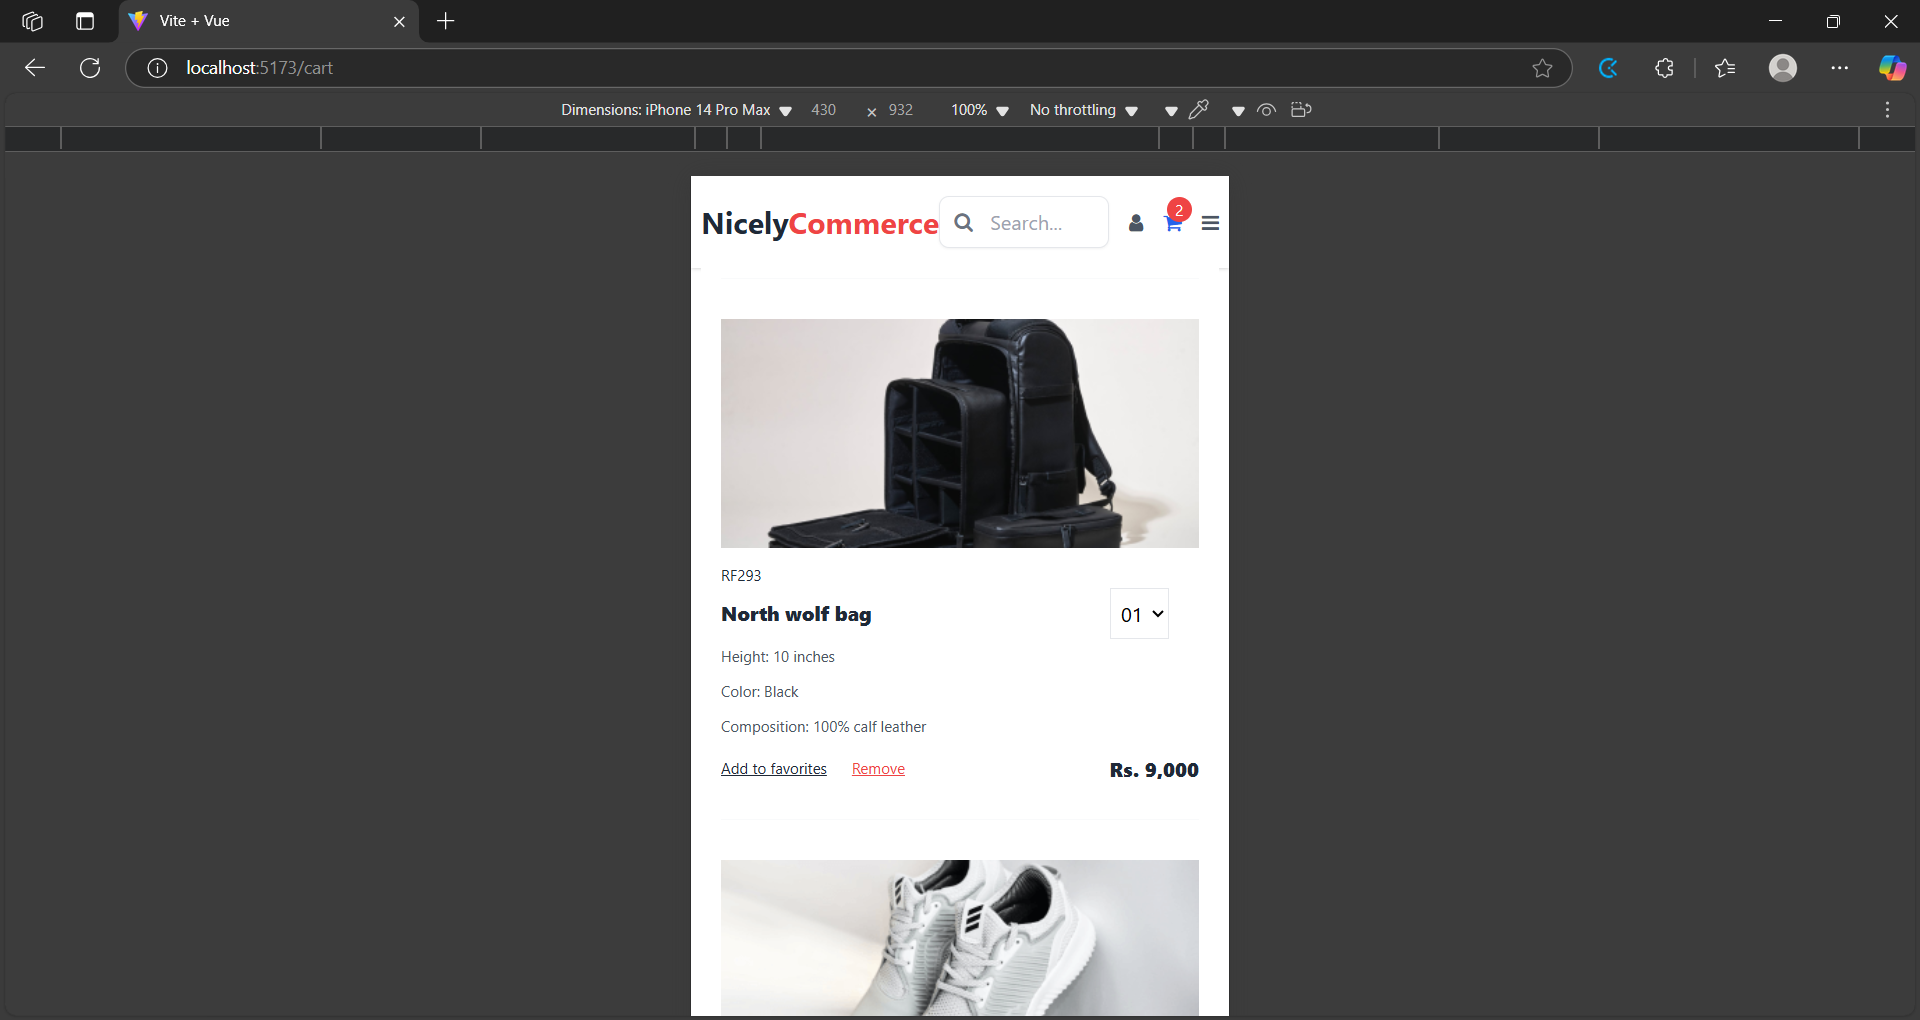 Vite + Vue
localhost:5173/cart
Dimensions: iPhone 14 Pro Max 430 × 932 100% No throttling
NicelyCommerce Search... 2
RF293
North wolf bag 01
Height: 10 inches
Color: Black
Composition: 100% calf leather
Add to favorites Remove Rs. 9,000